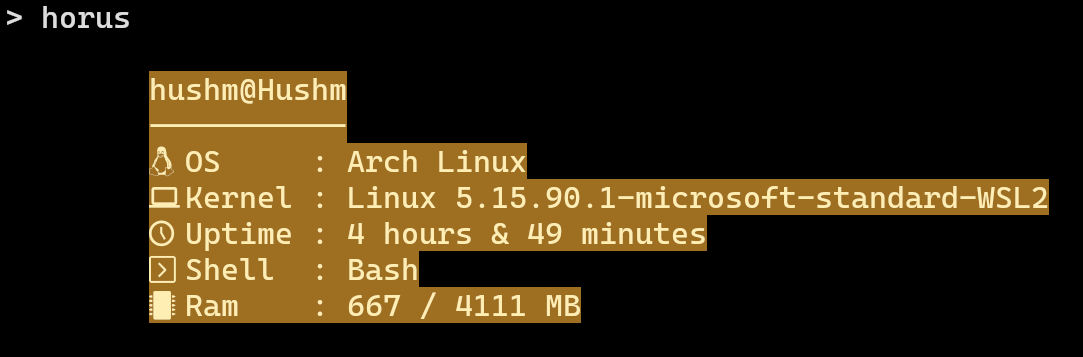 > horus
hushm@Hushm
OS : Arch Linux
Kernel : Linux 5.15.90.1-microsoft-standard-WSL2
Uptime : 4 hours & 49 minutes
Shell : Bash
Ram : 667 / 4111 MB